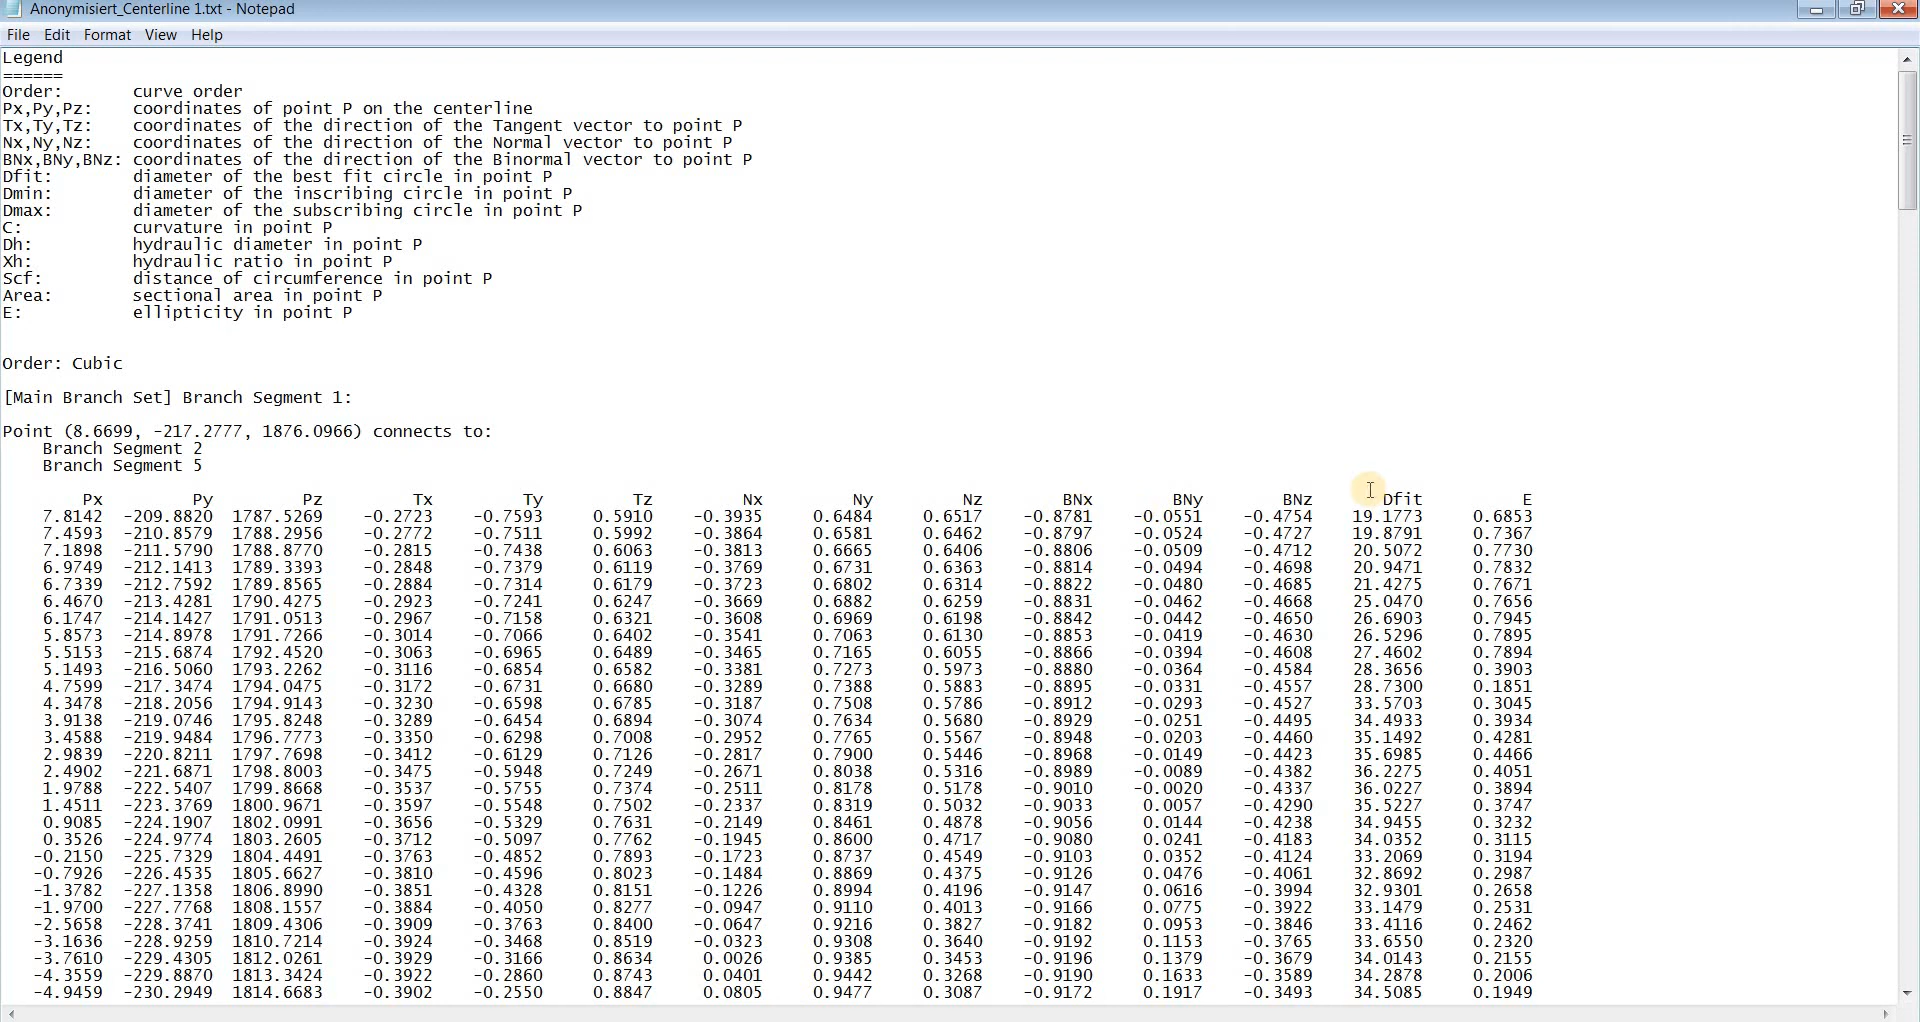 Anonymisiert_Centerline 1.txt - Notepad
File Edit Format View Help
Legend
======
Order: curve order
Px,Py,Pz: coordinates of point P on the centerline
Tx,Ty,Tz: coordinates of the direction of the Tangent vector to point P
Nx,Ny,Nz: coordinates of the direction of the Normal vector to point P
BNx,BNy,BNz: coordinates of the direction of the Binormal vector to point P
Dfit: diameter of the best fit circle in point P
Dmin: diameter of the inscribing circle in point P
Dmax: diameter of the subscribing circle in point P
C: curvature in point P
Dh: hydraulic diameter in point P
Xh: hydraulic ratio in point P
Scf: distance of circumference in point P
Area: sectional area in point P
E: ellipticity in point P
Order: Cubic
[Main Branch Set] Branch Segment 1:
Point (8.6699, -217.2777, 1876.0966) connects to:
Branch Segment 2
Branch Segment 5
Px Py Pz Tx Ty Tz Nx Ny Nz BNx BNy BNz Dfit E
7.8142 -209.8820 1787.5269 -0.2723 -0.7593 0.5910 -0.3935 0.6484 0.6517 -0.8781 -0.0551 -0.4754 19.1773 0.6853
7.4593 -210.8579 1788.2956 -0.2772 -0.7511 0.5992 -0.3864 0.6581 0.6462 -0.8797 -0.0524 -0.4727 19.8791 0.7367
7.1898 -211.5790 1788.8770 -0.2815 -0.7438 0.6063 -0.3813 0.6665 0.6406 -0.8806 -0.0509 -0.4712 20.5072 0.7730
6.9749 -212.1413 1789.3393 -0.2848 -0.7379 0.6119 -0.3769 0.6731 0.6363 -0.8814 -0.0494 -0.4698 20.9471 0.7832
6.7339 -212.7592 1789.8565 -0.2884 -0.7314 0.6179 -0.3723 0.6802 0.6314 -0.8822 -0.0480 -0.4685 21.4275 0.7671
6.4670 -213.4281 1790.4275 -0.2923 -0.7241 0.6247 -0.3669 0.6882 0.6259 -0.8831 -0.0462 -0.4668 25.0470 0.7656
6.1747 -214.1427 1791.0513 -0.2967 -0.7158 0.6321 -0.3608 0.6969 0.6198 -0.8842 -0.0442 -0.4650 26.6903 0.7945
5.8573 -214.8978 1791.7266 -0.3014 -0.7066 0.6402 -0.3541 0.7063 0.6130 -0.8853 -0.0419 -0.4630 26.5296 0.7895
5.5153 -215.6874 1792.4520 -0.3063 -0.6965 0.6489 -0.3465 0.7165 0.6055 -0.8866 -0.0394 -0.4608 27.4602 0.7894
5.1493 -216.5060 1793.2262 -0.3116 -0.6854 0.6582 -0.3381 0.7273 0.5973 -0.8880 -0.0364 -0.4584 28.3656 0.3903
4.7599 -217.3474 1794.0475 -0.3172 -0.6731 0.6680 -0.3289 0.7388 0.5883 -0.8895 -0.0331 -0.4557 28.7300 0.1851
4.3478 -218.2056 1794.9143 -0.3230 -0.6598 0.6785 -0.3187 0.7508 0.5786 -0.8912 -0.0293 -0.4527 33.5703 0.3045
3.9138 -219.0746 1795.8248 -0.3289 -0.6454 0.6894 -0.3074 0.7634 0.5680 -0.8929 -0.0251 -0.4495 34.4933 0.3934
3.4588 -219.9484 1796.7773 -0.3350 -0.6298 0.7008 -0.2952 0.7765 0.5567 -0.8948 -0.0203 -0.4460 35.1492 0.4281
2.9839 -220.8211 1797.7698 -0.3412 -0.6129 0.7126 -0.2817 0.7900 0.5446 -0.8968 -0.0149 -0.4423 35.6985 0.4466
2.4902 -221.6871 1798.8003 -0.3475 -0.5948 0.7249 -0.2671 0.8038 0.5316 -0.8989 -0.0089 -0.4382 36.2275 0.4051
1.9788 -222.5407 1799.8668 -0.3537 -0.5755 0.7374 -0.2511 0.8178 0.5178 -0.9010 -0.0020 -0.4337 36.0227 0.3894
1.4511 -223.3769 1800.9671 -0.3597 -0.5548 0.7502 -0.2337 0.8319 0.5032 -0.9033 0.0057 -0.4290 35.5227 0.3747
0.9085 -224.1907 1802.0991 -0.3656 -0.5329 0.7631 -0.2149 0.8461 0.4878 -0.9056 0.0144 -0.4238 34.9455 0.3232
0.3526 -224.9774 1803.2605 -0.3712 -0.5097 0.7762 -0.1945 0.8600 0.4717 -0.9080 0.0241 -0.4183 34.0352 0.3115
-0.2150 -225.7329 1804.4491 -0.3763 -0.4852 0.7893 -0.1723 0.8737 0.4549 -0.9103 0.0352 -0.4124 33.2069 0.3194
-0.7926 -226.4535 1805.6627 -0.3810 -0.4596 0.8023 -0.1484 0.8869 0.4375 -0.9126 0.0476 -0.4061 32.8692 0.2987
-1.3782 -227.1358 1806.8990 -0.3851 -0.4328 0.8151 -0.1226 0.8994 0.4196 -0.9147 0.0616 -0.3994 32.9301 0.2658
-1.9700 -227.7768 1808.1557 -0.3884 -0.4050 0.8277 -0.0947 0.9110 0.4013 -0.9166 0.0775 -0.3922 33.1479 0.2531
-2.5658 -228.3741 1809.4306 -0.3909 -0.3763 0.8400 -0.0647 0.9216 0.3827 -0.9182 0.0953 -0.3846 33.4116 0.2462
-3.1636 -228.9259 1810.7214 -0.3924 -0.3468 0.8519 -0.0323 0.9308 0.3640 -0.9192 0.1153 -0.3765 33.6550 0.2320
-3.7610 -229.4305 1812.0261 -0.3929 -0.3166 0.8634 0.0026 0.9385 0.3453 -0.9196 0.1379 -0.3679 34.0143 0.2155
-4.3559 -229.8870 1813.3424 -0.3922 -0.2860 0.8743 0.0401 0.9442 0.3268 -0.9190 0.1633 -0.3589 34.2878 0.2006
-4.9459 -230.2949 1814.6683 -0.3902 -0.2550 0.8847 0.0805 0.9477 0.3087 -0.9172 0.1917 -0.3493 34.5085 0.1949